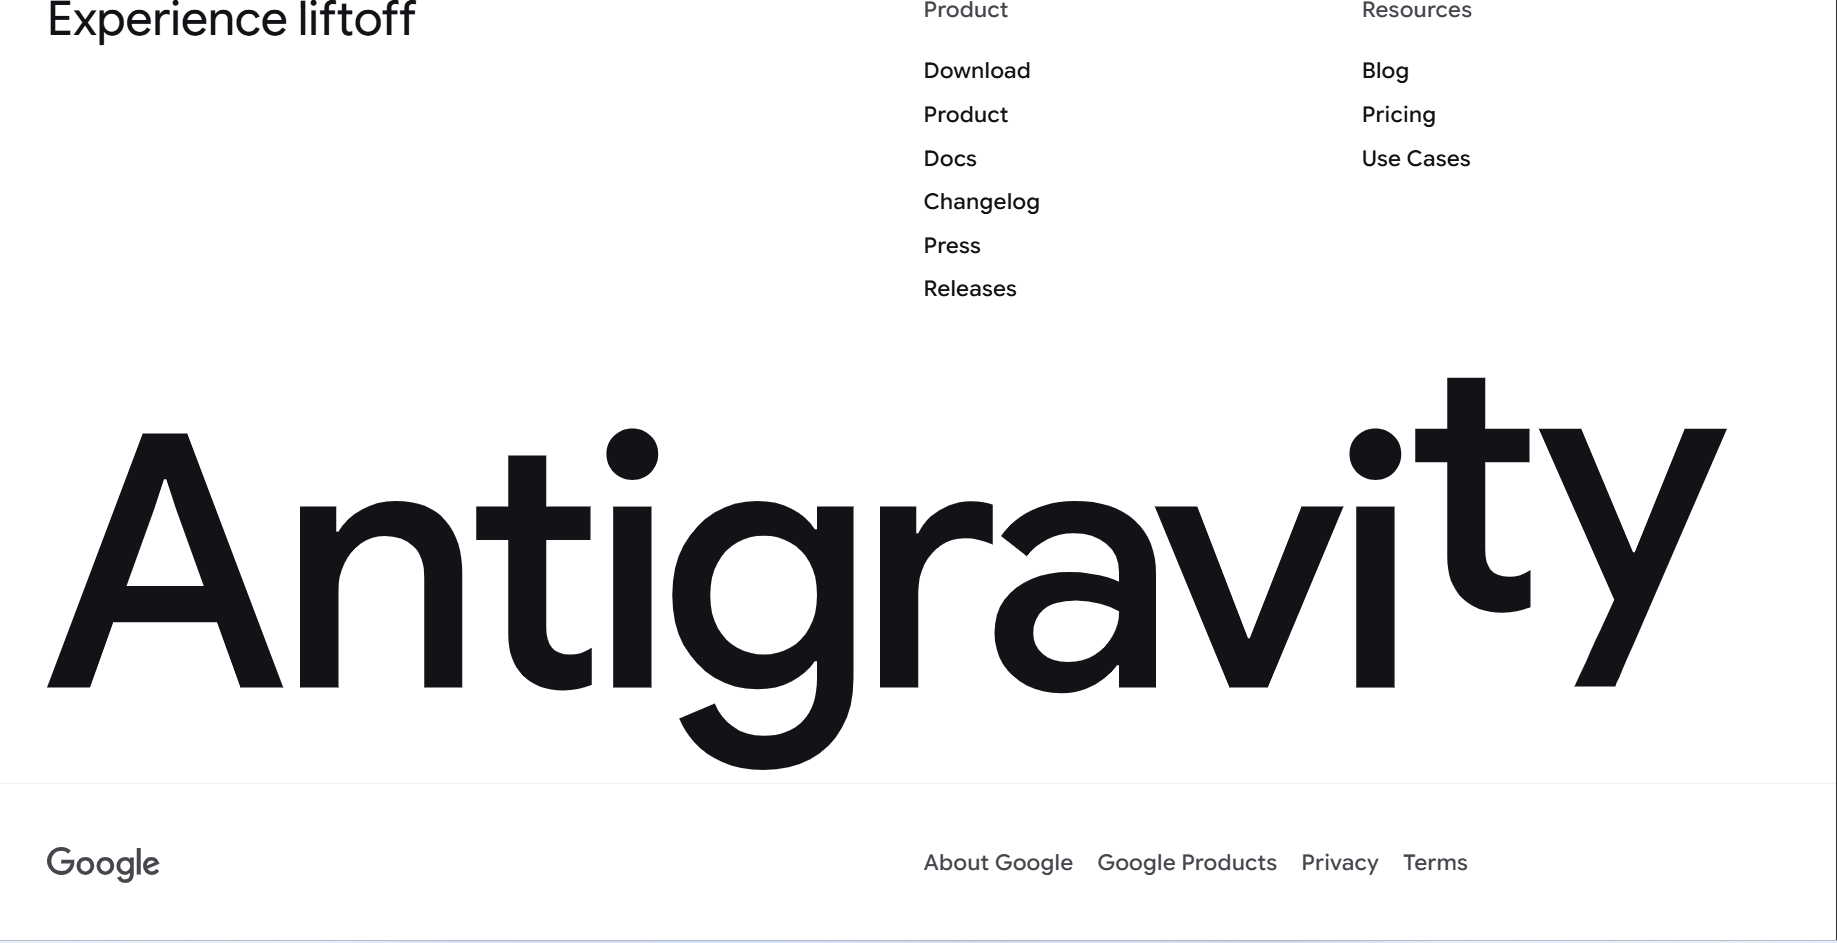 Experience liftoff
Product
Download
Product
Docs
Changelog
Press
Releases
Resources
Blog
Pricing
Use Cases
Antigravity
Google
About Google Google Products Privacy Terms